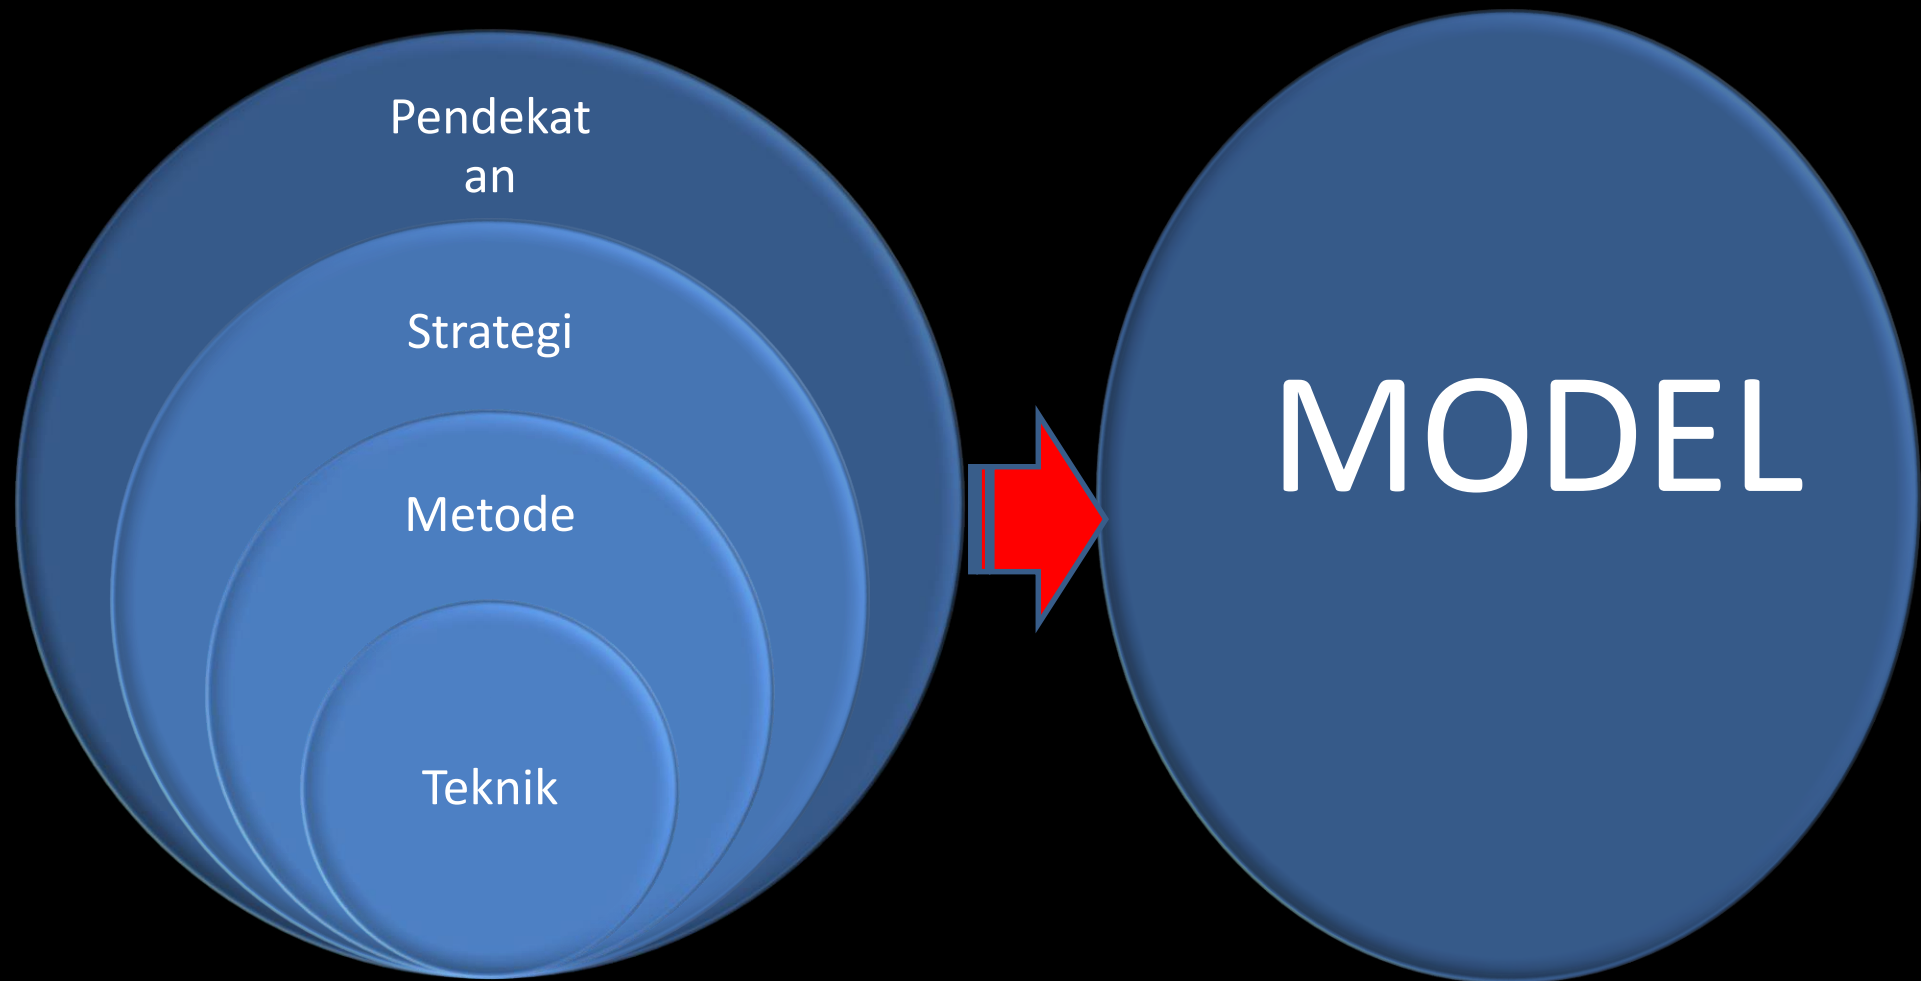 Pendekat
an
Strategi
Metode
Teknik
MODEL